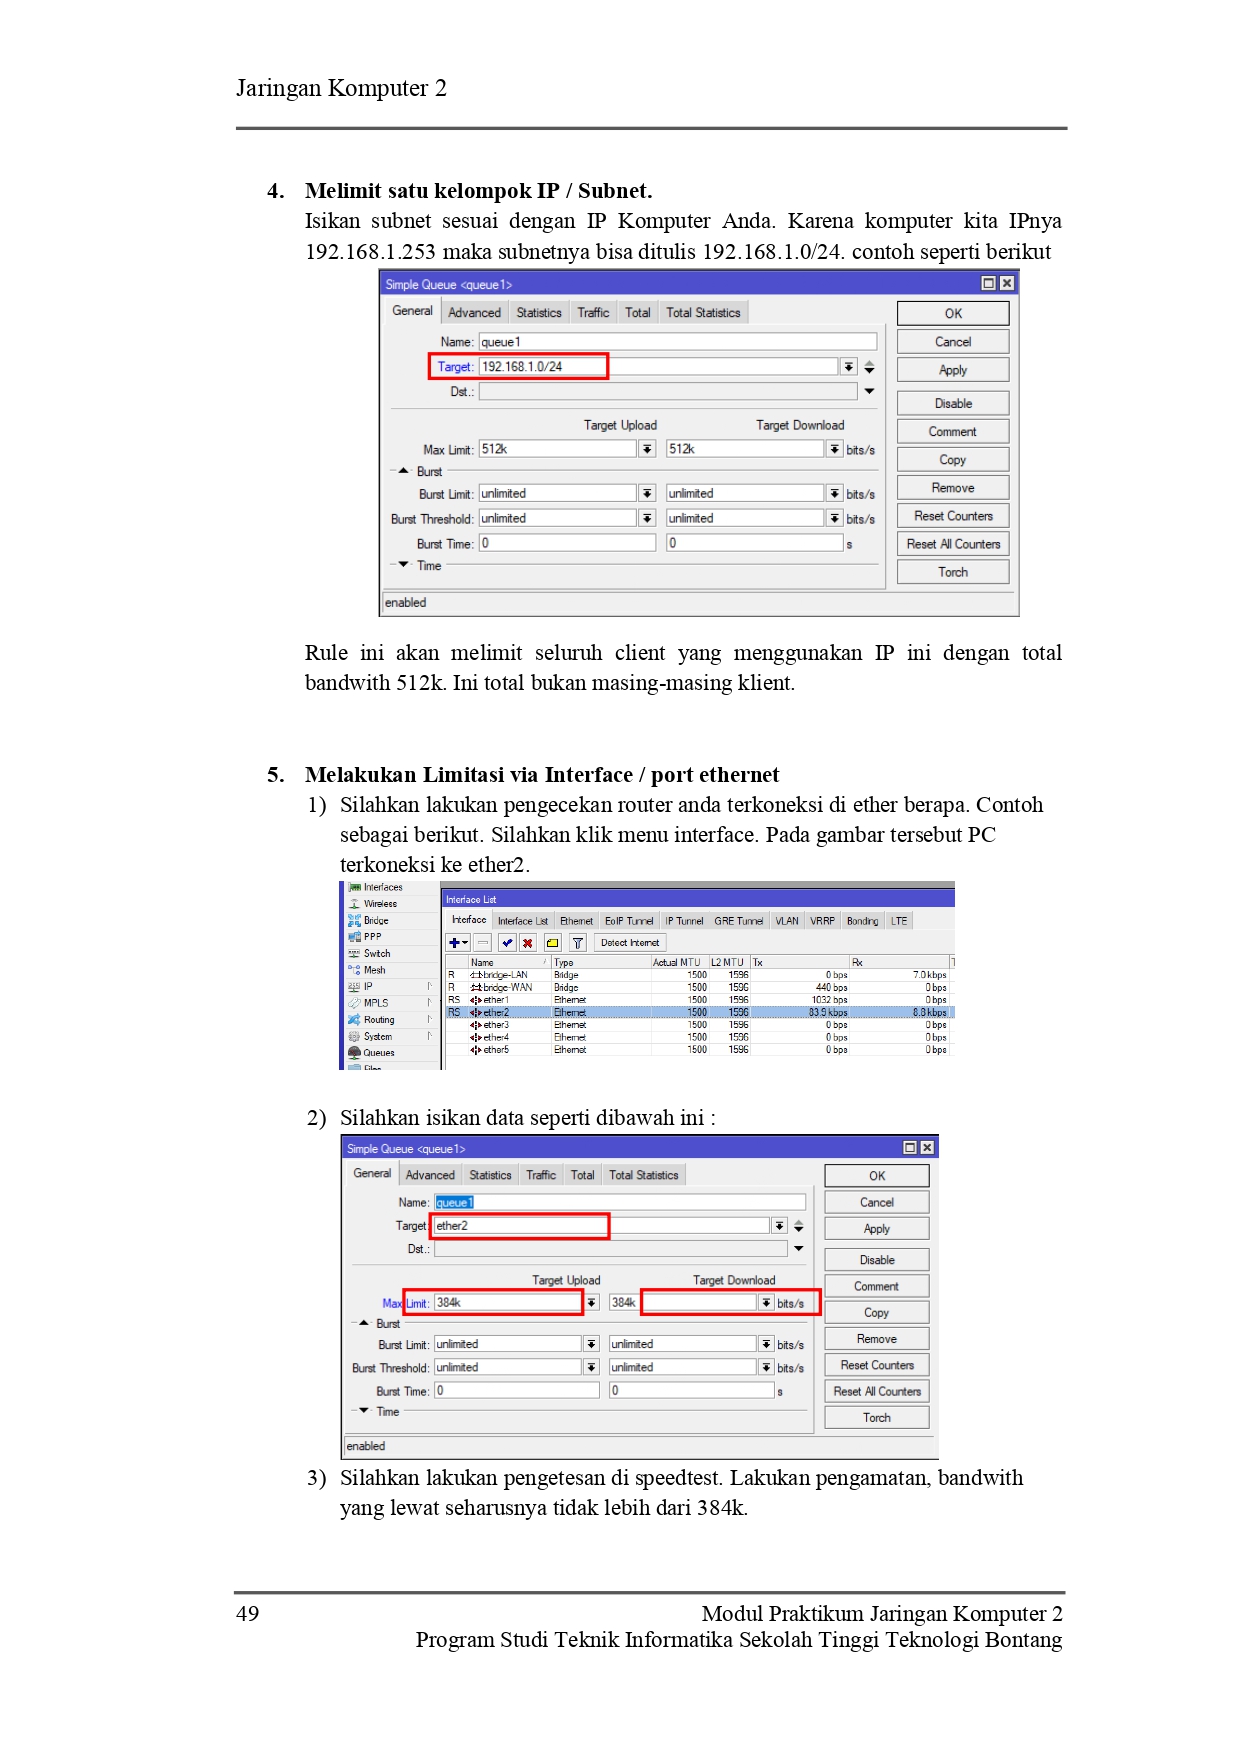 Jaringan Komputer 2
4. Melimit satu kelompok IP / Subnet.
Isikan subnet sesuai dengan IP Komputer Anda. Karena komputer kita IPnya
192.168.1.253 maka subnetnya bisa ditulis 192.168.1.0/24. contoh seperti berikut
Simple Queue <queue1>
General Advanced Statistics Traffic Total Total Statistics
OK
Name: queue1
Cancel
Target: 192.168.1.0/24
Apply
Dst.:
Disable
Target Upload Target Download
Comment
Max Limit: 512k 512k bits/s
Copy
Burst
Remove
Burst Limit: unlimited unlimited bits/s
Reset Counters
Burst Threshold: unlimited unlimited bits/s
Burst Time: 0 0 s
Reset All Counters
Time
Torch
enabled
Rule ini akan melimit seluruh client yang menggunakan IP ini dengan total
bandwith 512k. Ini total bukan masing-masing klient.
5. Melakukan Limitasi via Interface / port ethernet
1) Silahkan lakukan pengecekan router anda terkoneksi di ether berapa. Contoh
sebagai berikut. Silahkan klik menu interface. Pada gambar tersebut PC
terkoneksi ke ether2.
Interfaces
Wireless
Bridge
PPP
Switch
Mesh
IP
MPLS
Routing
System
Queues
Files
Interface List
Interface Interface List Ethernet EoIP Tunnel IP Tunnel GRE Tunnel VLAN VRRP Bonding LTE
Detect Internet
Name Type Actual MTU L2 MTU Tx Rx
R bridge-LAN Bridge 1500 1596 0 bps 7.0 kbps
R bridge-WAN Bridge 1500 1596 440 bps 0 bps
RS ether1 Ethernet 1500 1596 1032 bps 0 bps
RS ether2 Ethernet 1500 1596 83.9 kbps 8.8 kbps
ether3 Ethernet 1500 1596 0 bps 0 bps
ether4 Ethernet 1500 1596 0 bps 0 bps
ether5 Ethernet 1500 1596 0 bps 0 bps
2) Silahkan isikan data seperti dibawah ini :
Simple Queue <queue1>
General Advanced Statistics Traffic Total Total Statistics
OK
Name: queue1
Cancel
Target: ether2
Apply
Dst.:
Disable
Target Upload Target Download
Comment
Max Limit: 384k 384k bits/s
Copy
Burst
Remove
Burst Limit: unlimited unlimited bits/s
Reset Counters
Burst Threshold: unlimited unlimited bits/s
Burst Time: 0 0 s
Reset All Counters
Time
Torch
enabled
3) Silahkan lakukan pengetesan di speedtest. Lakukan pengamatan, bandwith
yang lewat seharusnya tidak lebih dari 384k.
49 Modul Praktikum Jaringan Komputer 2
Program Studi Teknik Informatika Sekolah Tinggi Teknologi Bontang